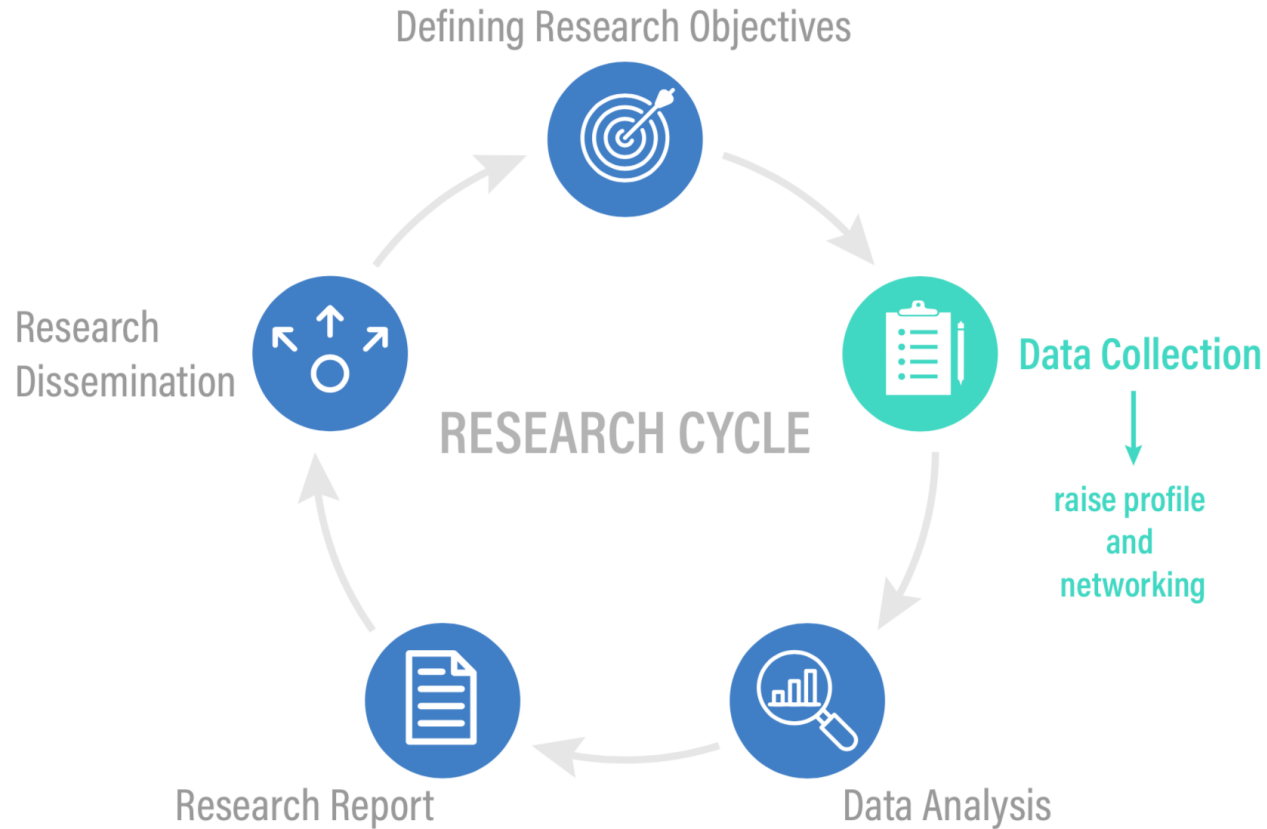 Defining Research Objectives
Data Collection
raise profile
and
networking
Data Analysis
Research Report
Research
Dissemination
RESEARCH CYCLE